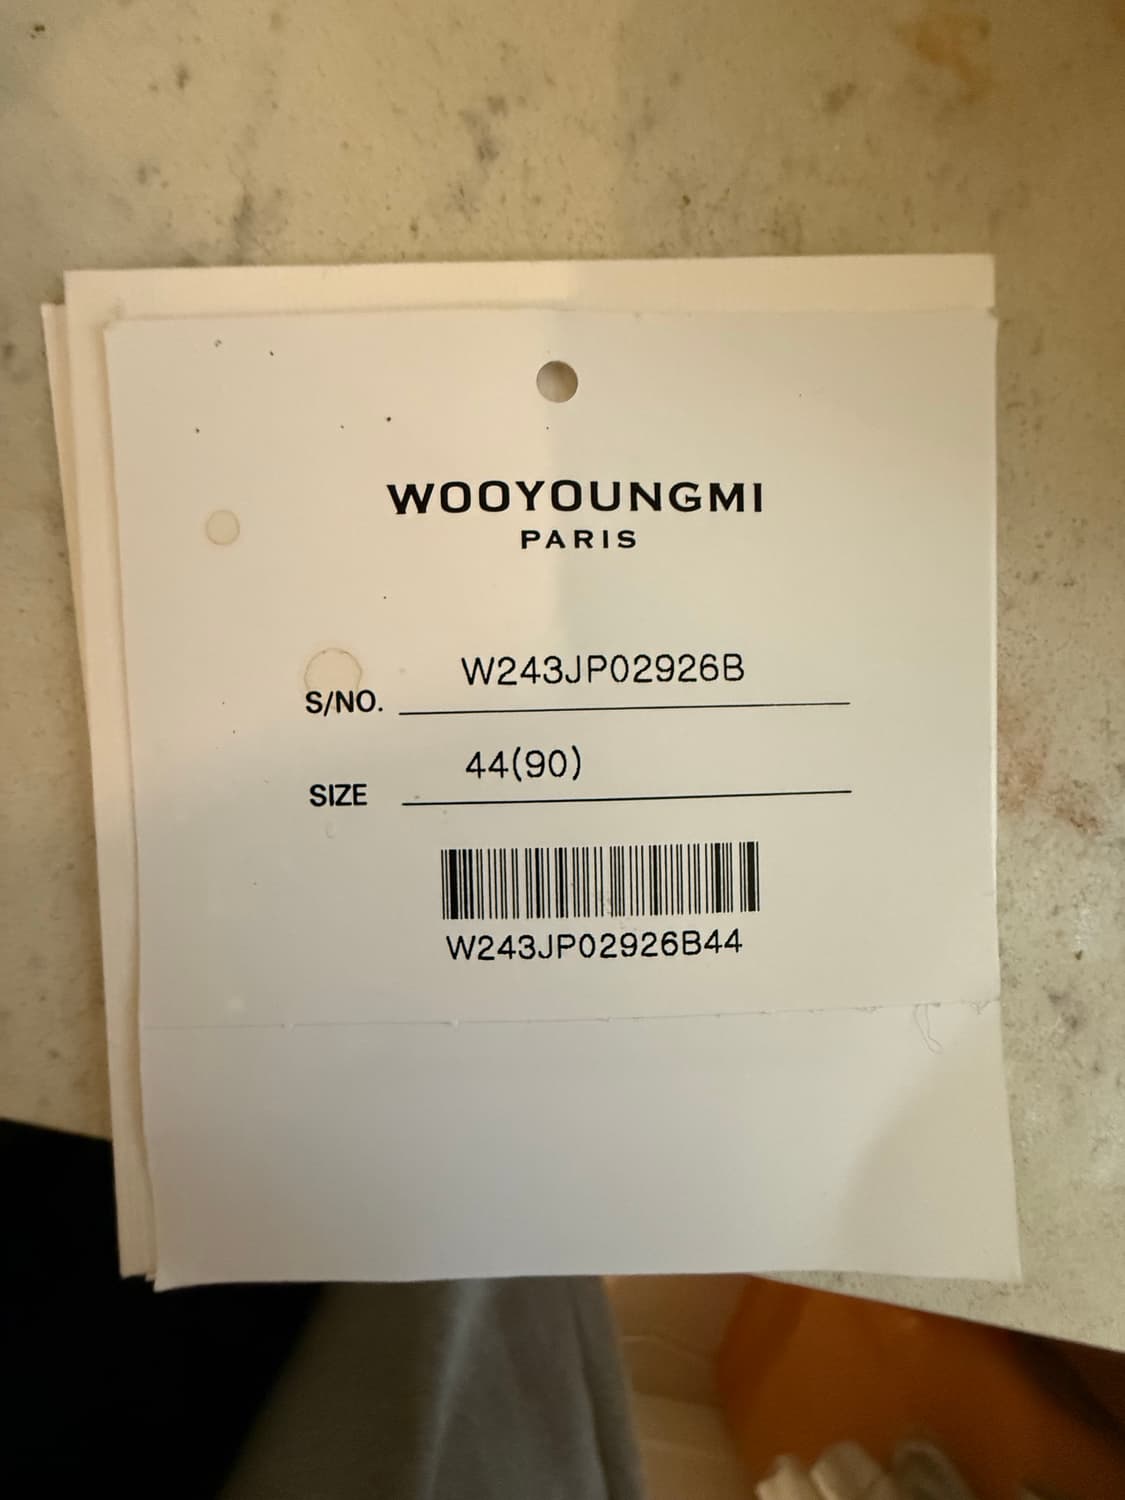 WOOYOUNGMI
PARIS
S/NO. W243JP02926B
SIZE 44(90)
W243JP02926B44